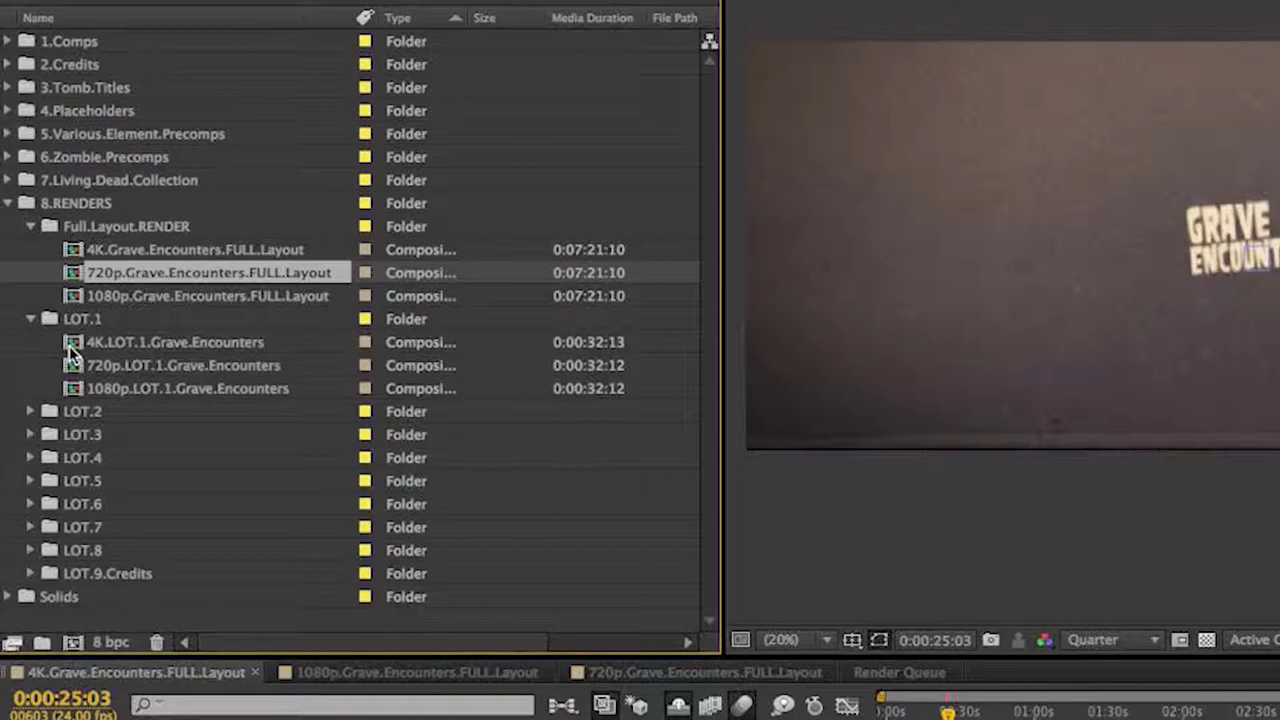 Name Type Size Media Duration File Path
1.Comps Folder
2.Credits Folder
3.Tomb.Titles Folder
4.Placeholders Folder
5.Various.Element.Precomps Folder
6.Zombie.Precomps Folder
7.Living.Dead.Collection Folder
8.RENDERS Folder
Full.Layout.RENDER Folder
4K.Grave.Encounters.FULL.Layout Composi... 0:07:21:10
720p.Grave.Encounters.FULL.Layout Composi... 0:07:21:10
1080p.Grave.Encounters.FULL.Layout Composi... 0:07:21:10
LOT.1 Folder
4K.LOT.1.Grave.Encounters Composi... 0:00:32:13
720p.LOT.1.Grave.Encounters Composi... 0:00:32:12
1080p.LOT.1.Grave.Encounters Composi... 0:00:32:12
LOT.2 Folder
LOT.3 Folder
LOT.4 Folder
LOT.5 Folder
LOT.6 Folder
LOT.7 Folder
LOT.8 Folder
LOT.9.Credits Folder
Solids Folder
8 bpc
GRAVE
ENCOUNT
(20%) 0:00:25:03 Quarter Active C
4K.Grave.Encounters.FULL.Layout × 1080p.Grave.Encounters.FULL.Layout 720p.Grave.Encounters.FULL.Layout Render Queue
0:00:25:03
00603 (24.00 fps)
:00s 00:30s 01:00s 01:30s 02:00s 02:30